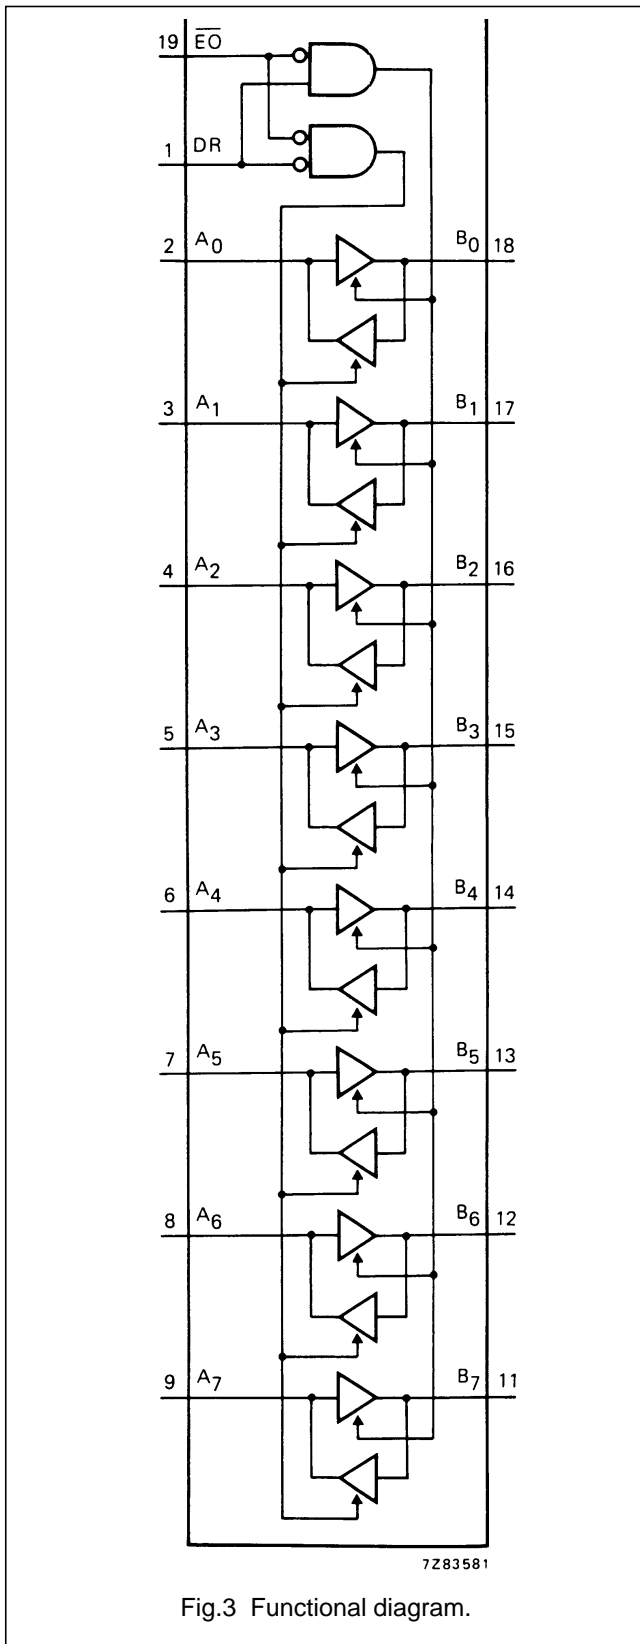 19 E̅O̅
1 DR
2 A0 B0 18
3 A1 B1 17
4 A2 B2 16
5 A3 B3 15
6 A4 B4 14
7 A5 B5 13
8 A6 B6 12
9 A7 B7 11
7Z83581
Fig.3 Functional diagram.